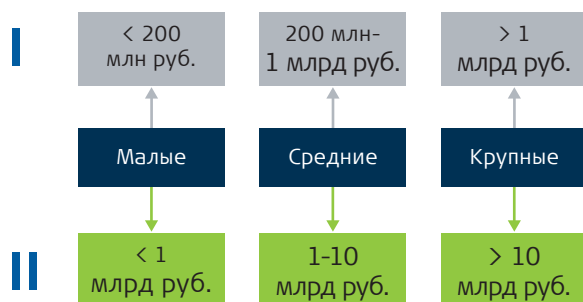 I
< 200
млн руб.
200 млн-
1 млрд руб.
> 1
млрд руб.
Малые
Средние
Крупные
II
< 1
млрд руб.
1-10
млрд руб.
> 10
млрд руб.